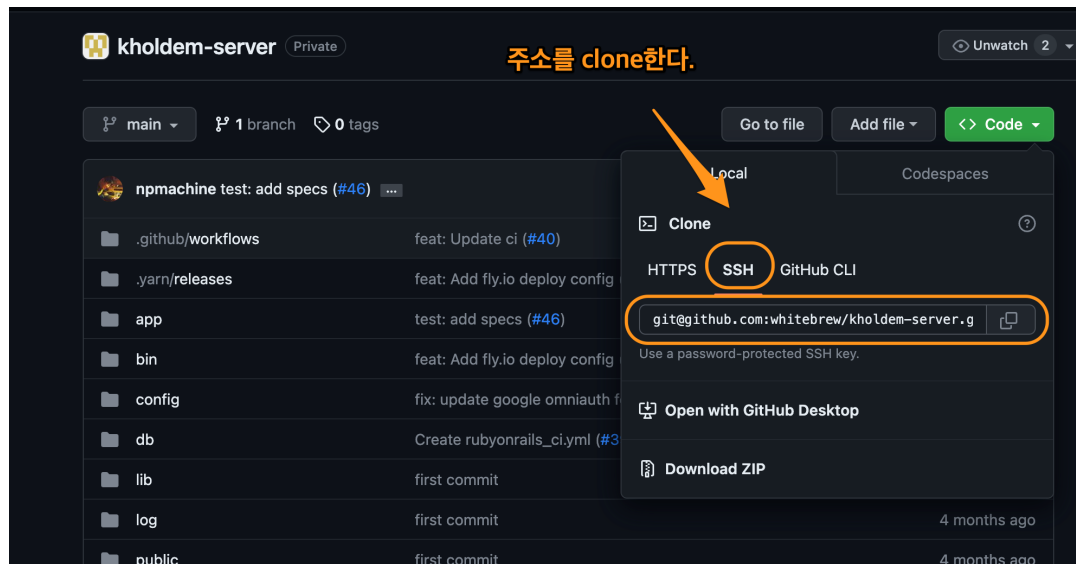 kholdem-server Private
주소를 clone한다.
Unwatch 2
main 1 branch 0 tags
Go to file Add file Code
npmachine test: add specs (#46) ...
.github/workflows feat: Update ci (#40)
.yarn/releases feat: Add fly.io deploy config
app test: add specs (#46)
bin feat: Add fly.io deploy config
config fix: update google omniauth f
db Create rubyonrails_ci.yml (#3
lib first commit
log first commit 4 months ago
public first commit 4 months ago
Local Codespaces
Clone ?
HTTPS SSH GitHub CLI
git@github.com:whitebrew/kholdem-server.g
Use a password-protected SSH key.
Open with GitHub Desktop
Download ZIP